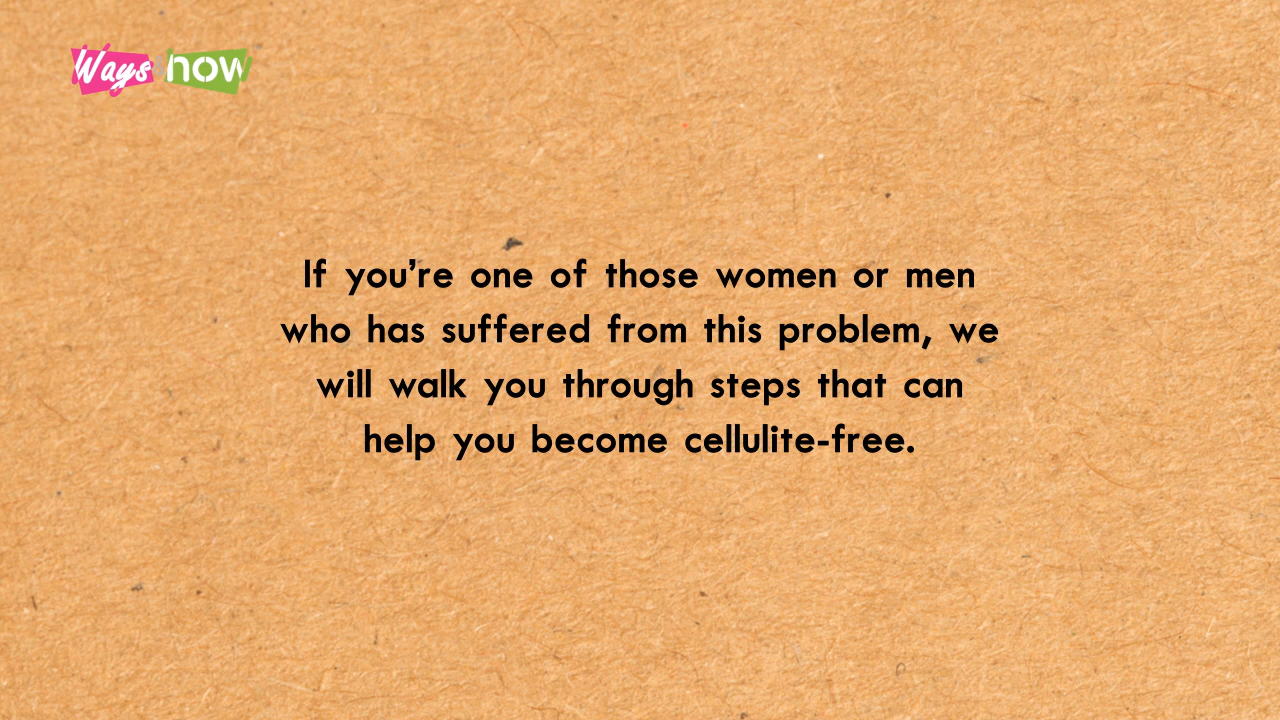 Ways now
If you’re one of those women or men
who has suffered from this problem, we
will walk you through steps that can
help you become cellulite-free.